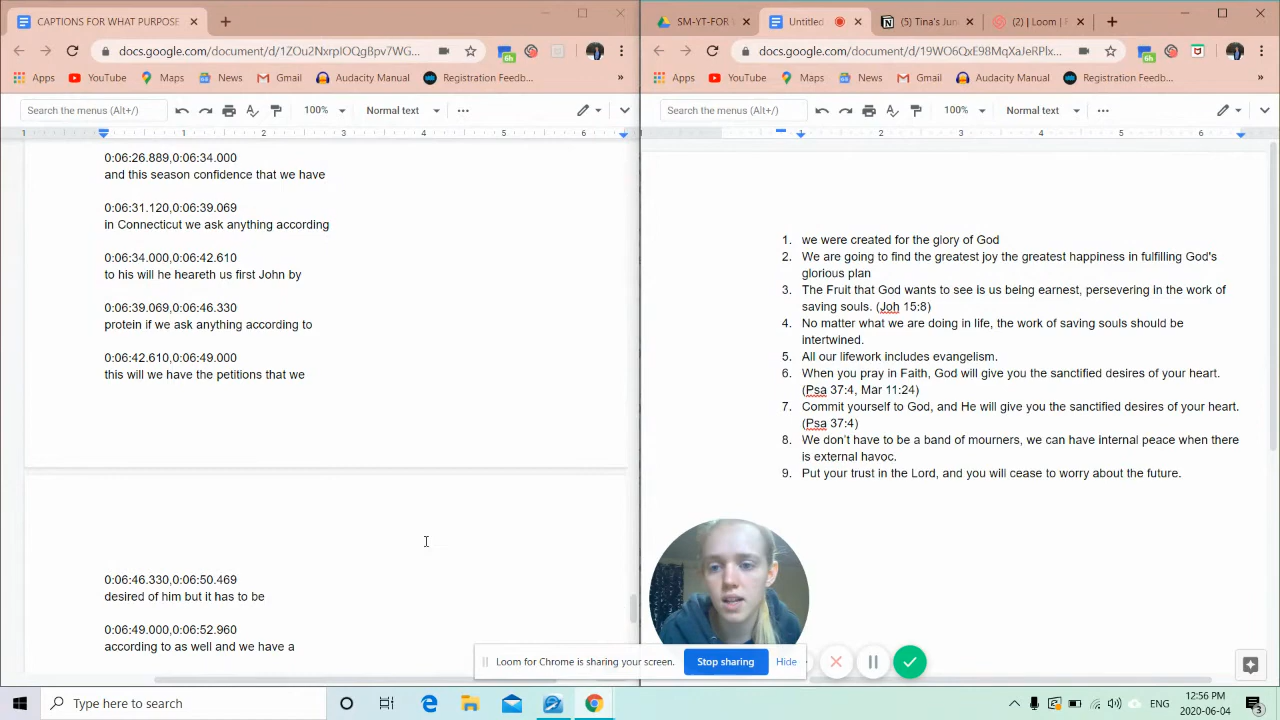 CAPTIONS FOR WHAT PURPOSE
docs.google.com/document/d/1ZOu2NxrplOQgBpv7WG...
Apps YouTube Maps News Gmail Audacity Manual Registration Feedb... »
Search the menus (Alt+/) 100% Normal text
1 1 2 3 4 5 6
0:06:26.889,0:06:34.000
and this season confidence that we have
0:06:31.120,0:06:39.069
in Connecticut we ask anything according
0:06:34.000,0:06:42.610
to his will he heareth us first John by
0:06:39.069,0:06:46.330
protein if we ask anything according to
0:06:42.610,0:06:49.000
this will we have the petitions that we
0:06:46.330,0:06:50.469
desired of him but it has to be
0:06:49.000,0:06:52.960
according to as well and we have a
SM-YT-FOR W Untitled (5) Tina's Jun (2) | Loom | F
docs.google.com/document/d/19WO6QxE98MqXaJeRPlx...
Apps YouTube Maps News Gmail Audacity Manual Registration Feedb... »
Search the menus (Alt+/) 100% Normal text
2 3 4 5 6
1. we were created for the glory of God
2. We are going to find the greatest joy the greatest happiness in fulfilling God's
glorious plan
3. The Fruit that God wants to see is us being earnest, persevering in the work of
saving souls. (Joh 15:8)
4. No matter what we are doing in life, the work of saving souls should be
intertwined.
5. All our lifework includes evangelism.
6. When you pray in Faith, God will give you the sanctified desires of your heart.
(Psa 37:4, Mar 11:24)
7. Commit yourself to God, and He will give you the sanctified desires of your heart.
(Psa 37:4)
8. We don't have to be a band of mourners, we can have internal peace when there
is external havoc.
9. Put your trust in the Lord, and you will cease to worry about the future.
Loom for Chrome is sharing your screen. Stop sharing Hide
Type here to search
ENG
12:56 PM
2020-06-04
3